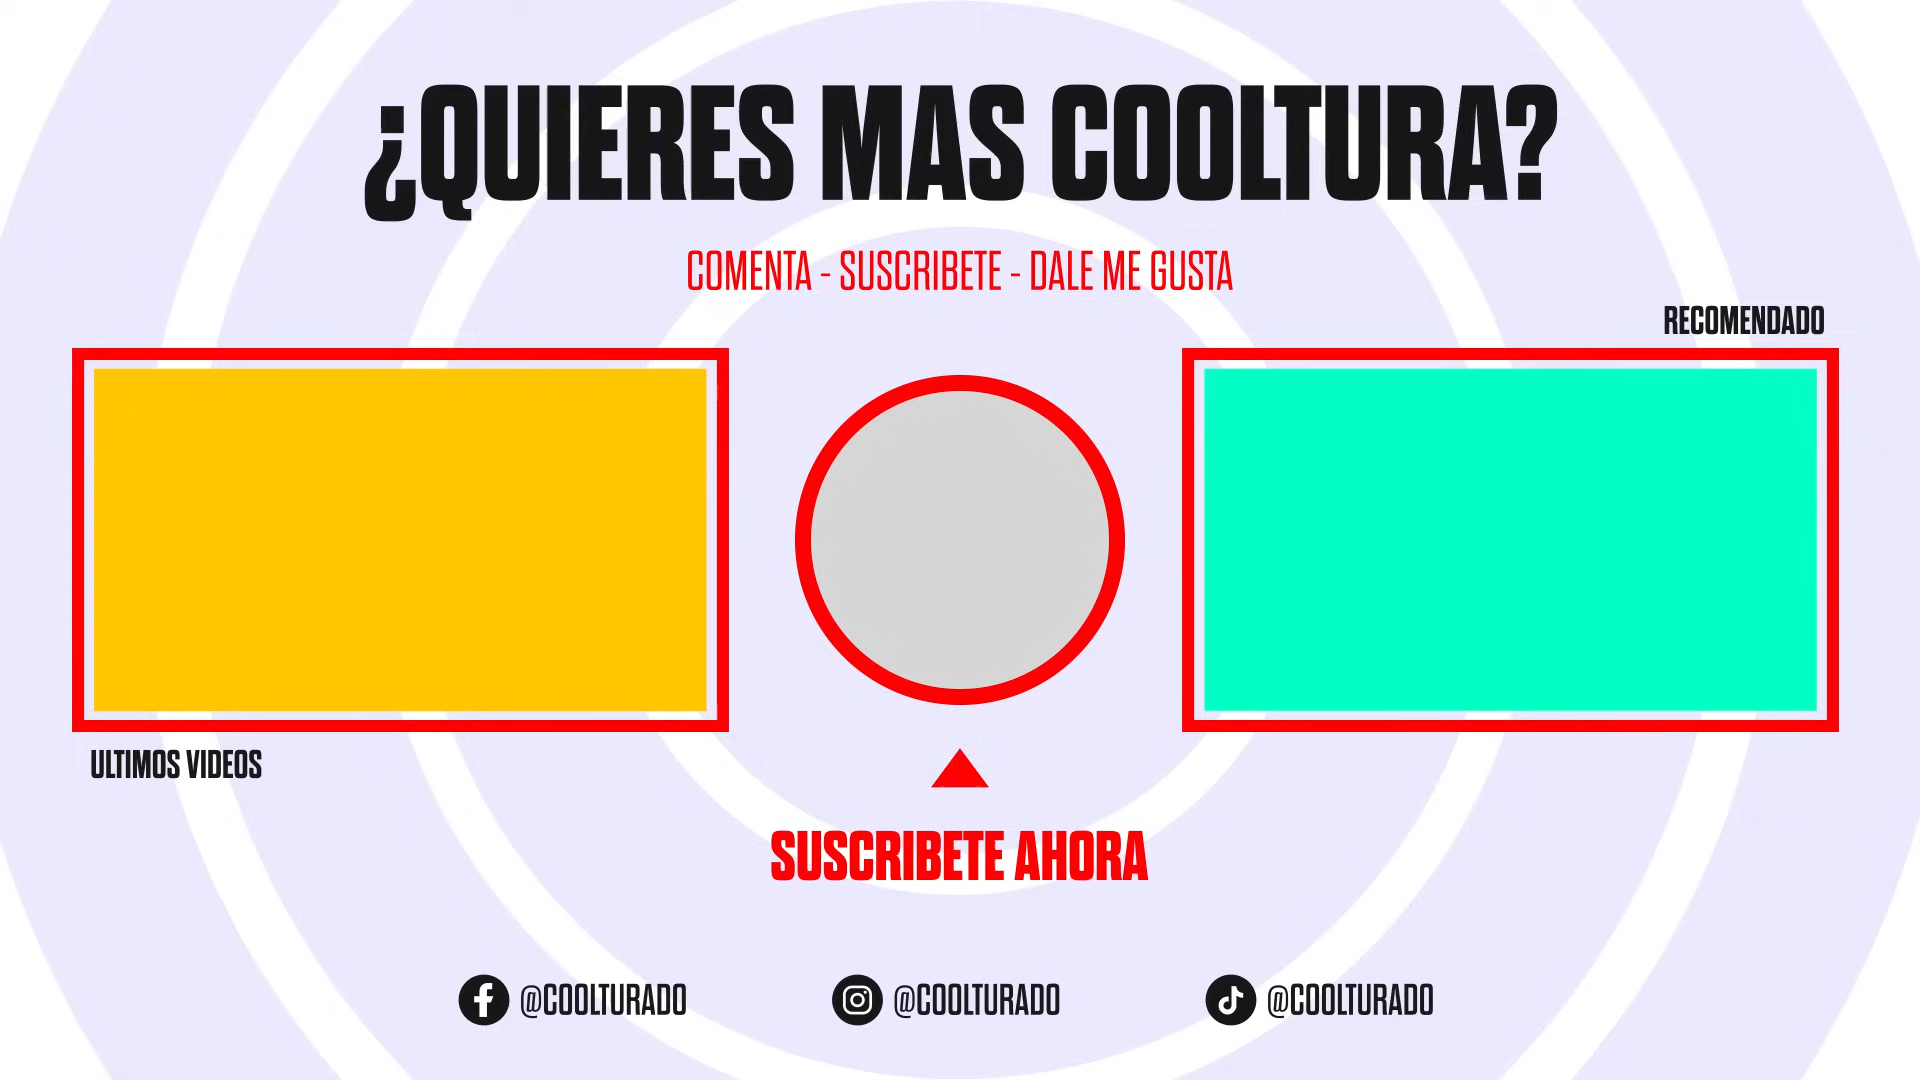 ¿QUIERES MAS COOLTURA?
COMENTA - SUSCRIBETE - DALE ME GUSTA
RECOMENDADO
ULTIMOS VIDEOS
SUSCRIBETE AHORA
@COOLTURADO
@COOLTURADO
@COOLTURADO